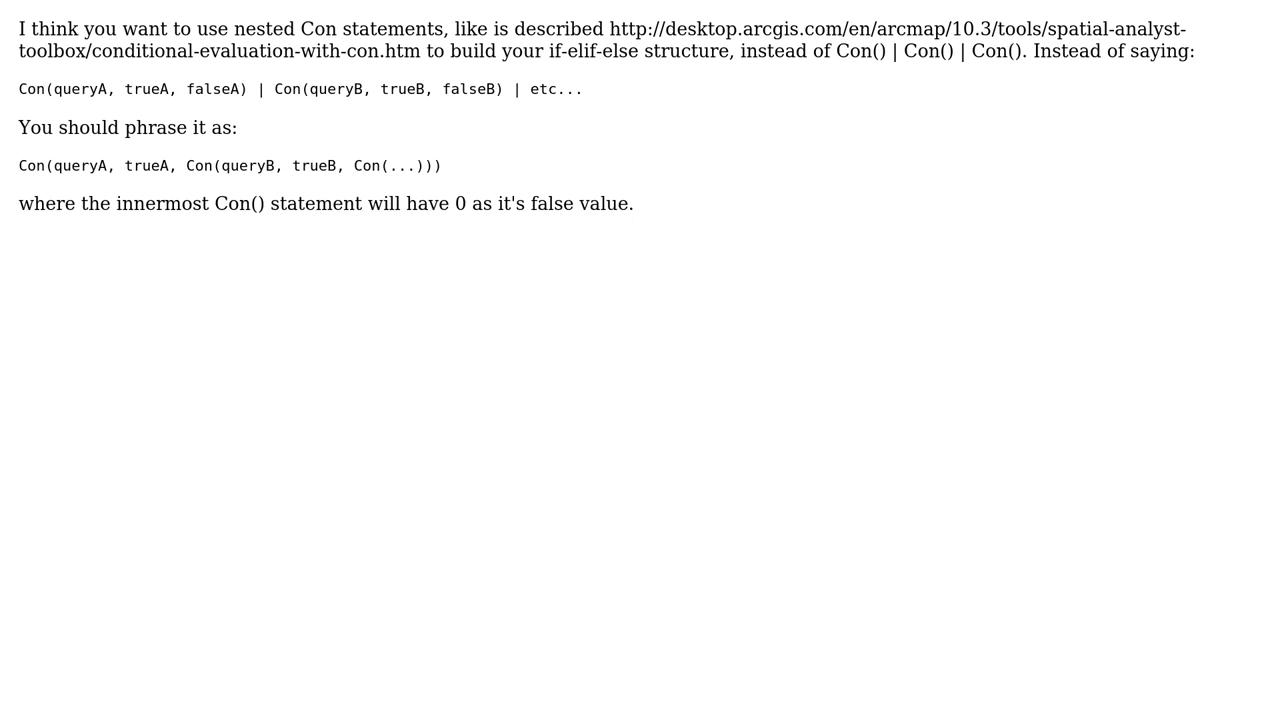 I think you want to use nested Con statements, like is described http://desktop.arcgis.com/en/arcmap/10.3/tools/spatial-analyst-
toolbox/conditional-evaluation-with-con.htm to build your if-elif-else structure, instead of Con() | Con() | Con(). Instead of saying:
Con(queryA, trueA, falseA) | Con(queryB, trueB, falseB) | etc...
You should phrase it as:
Con(queryA, trueA, Con(queryB, trueB, Con(...)))
where the innermost Con() statement will have 0 as it's false value.